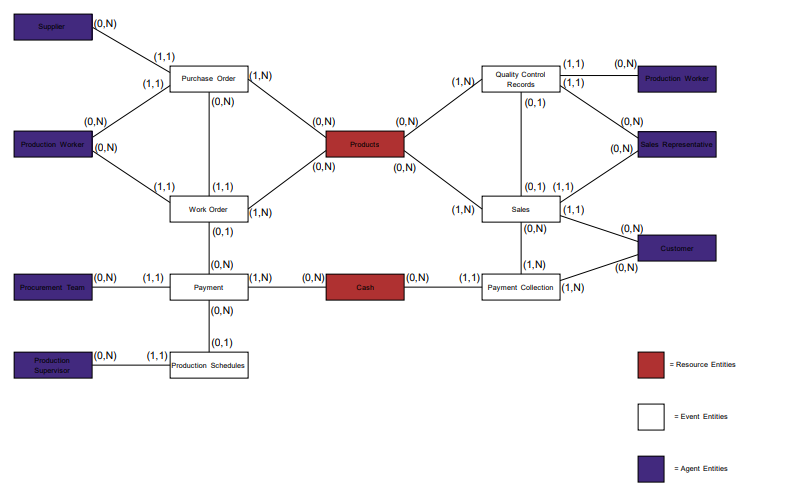 Supplier
(0,N)
(1,1)
Purchase Order
(1,N)
(1,1)
(0,N)
(0,N)
Production Worker
(0,N)
(0,N)
Products
(0,N)
(0,N)
(0,N)
(1,1)
(1,1)
Work Order
(1,N)
(0,1)
(1,N)
Quality Control
Records
(1,1)
(0,N)
Production Worker
(1,1)
(0,1)
(0,N)
Sales Representative
(0,N)
(0,1)
(1,1)
(1,N)
Sales
(1,1)
(0,N)
(0,N)
Customer
(0,N)
(0,N)
(1,N)
Procurement Team
(0,N)
(1,1)
Payment
(1,N)
(0,N)
Cash
(0,N)
(1,1)
Payment Collection
(1,N)
(0,N)
(0,1)
Production
Supervisor
(0,N)
(1,1)
Production Schedules
= Resource Entities
= Event Entities
= Agent Entities